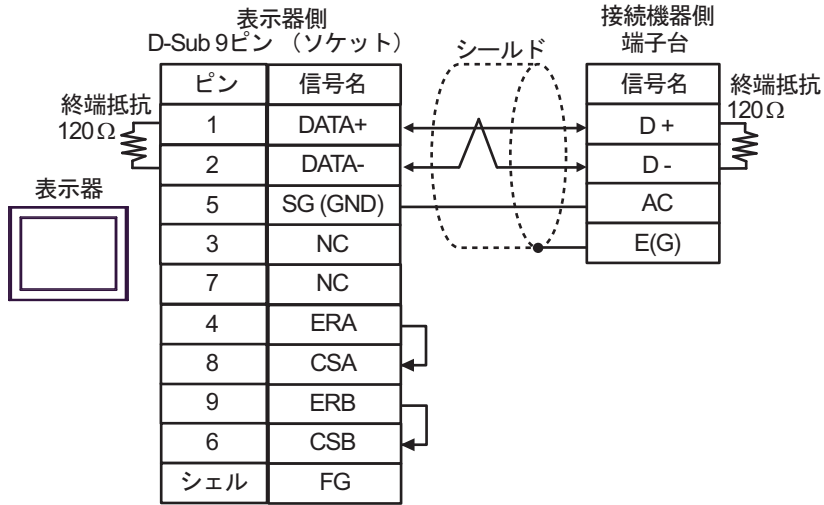 表示器側
D-Sub 9ピン （ソケット）
シールド
接続機器側
端子台
ピン 信号名
信号名
終端抵抗
120Ω
終端抵抗
120Ω
1 DATA+
D +
2 DATA-
D -
表示器
5 SG (GND)
AC
3 NC
E(G)
7 NC
4 ERA
8 CSA
9 ERB
6 CSB
シェル FG